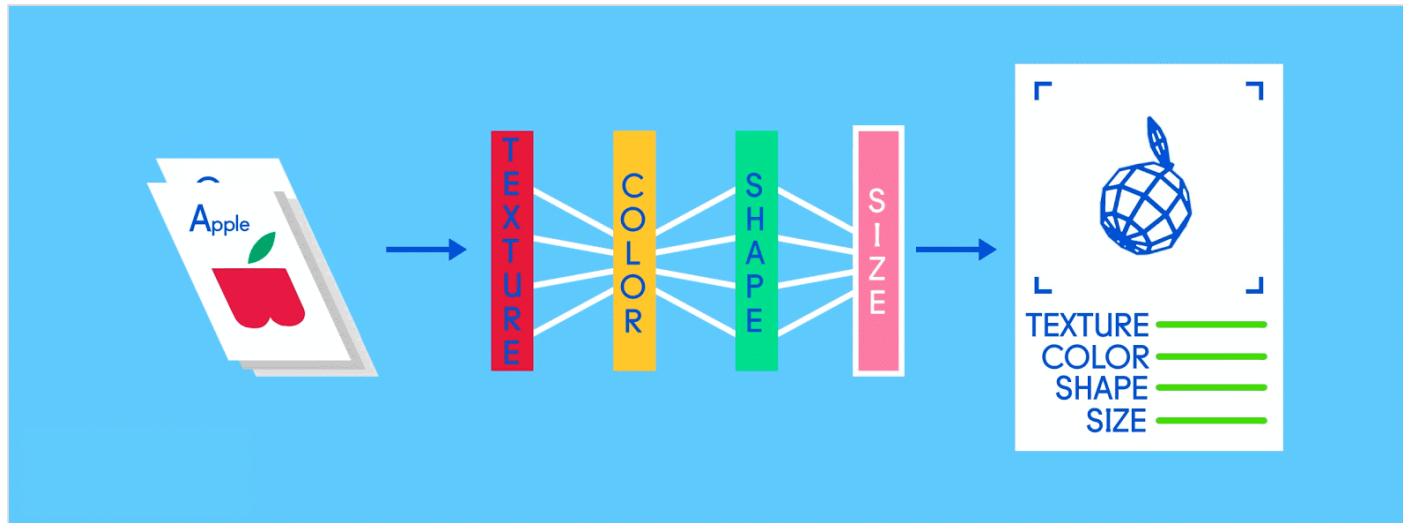 Apple
TEXTURE
COLOR
SHAPE
SIZE
TEXTURE
COLOR
SHAPE
SIZE